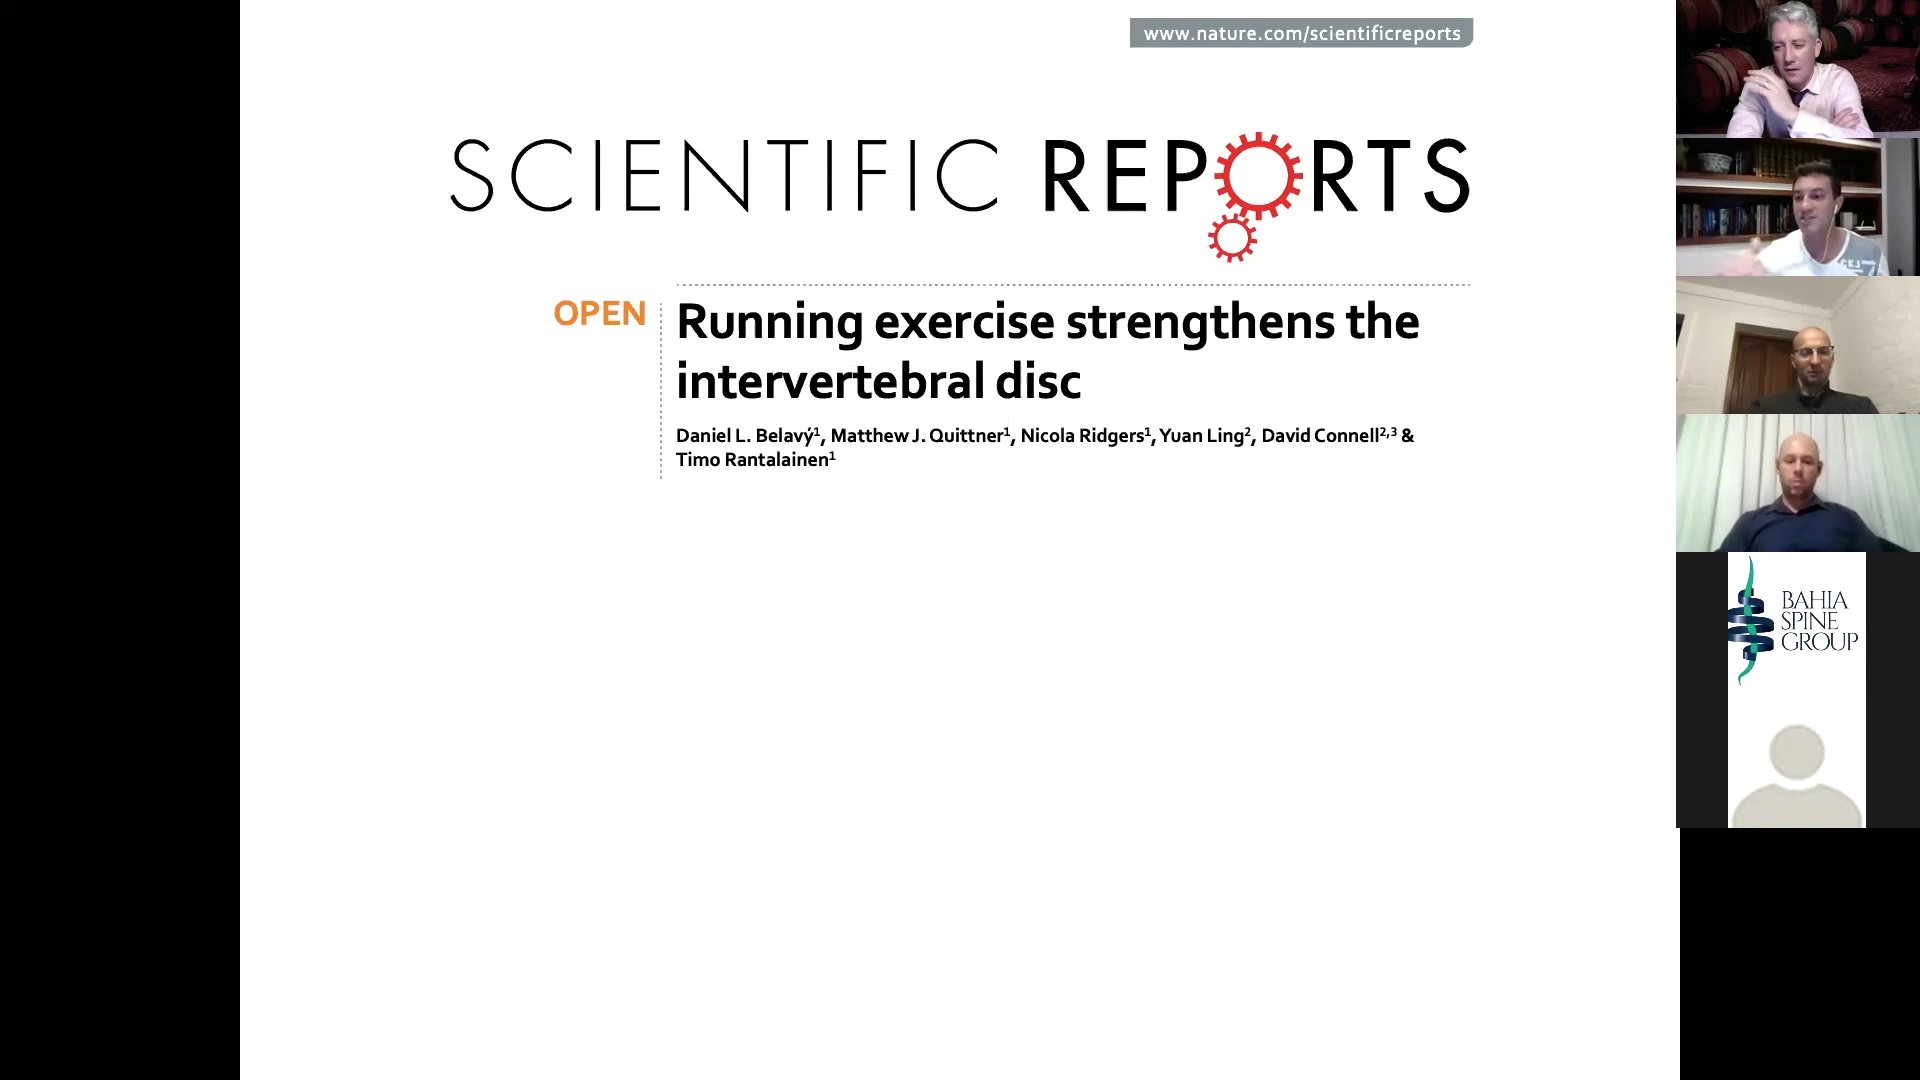 www.nature.com/scientificreports
SCIENTIFIC REPORTS
OPEN
Running exercise strengthens the
intervertebral disc
Daniel L. Belavý¹, Matthew J. Quittner¹, Nicola Ridgers¹, Yuan Ling², David Connell²,³ &
Timo Rantalainen¹
CKJ
BAHIA
SPINE
GROUP